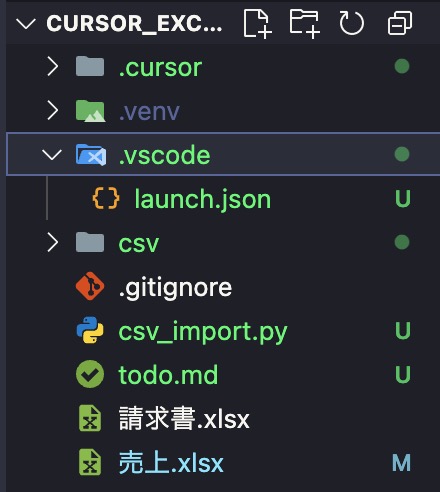 CURSOR_EXC...
.cursor
.venv
.vscode
launch.json U
csv
.gitignore
csv_import.py U
todo.md U
請求書.xlsx
売上.xlsx M